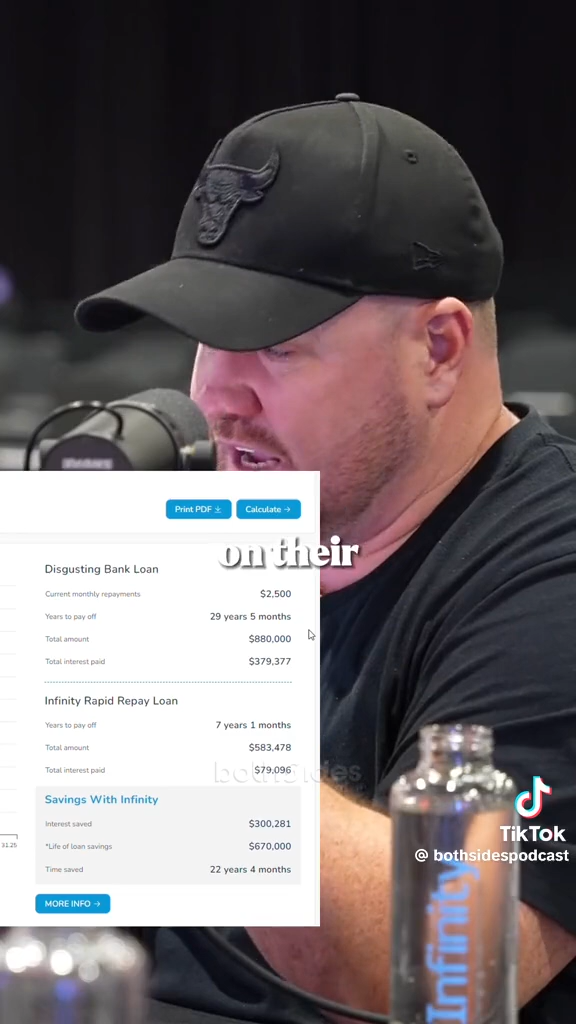 Print PDF
Calculate
on their
Disgusting Bank Loan
Current monthly repayments $2,500
Years to pay off 29 years 5 months
Total amount $880,000
Total interest paid $379,377
Infinity Rapid Repay Loan
Years to pay off 7 years 1 months
Total amount $583,478
Total interest paid $79,096
bothsides
Savings With Infinity
Interest saved $300,281
*Life of loan savings $670,000
Time saved 22 years 4 months
31.25
MORE INFO
TikTok
@ bothsidespodcast
Infinity